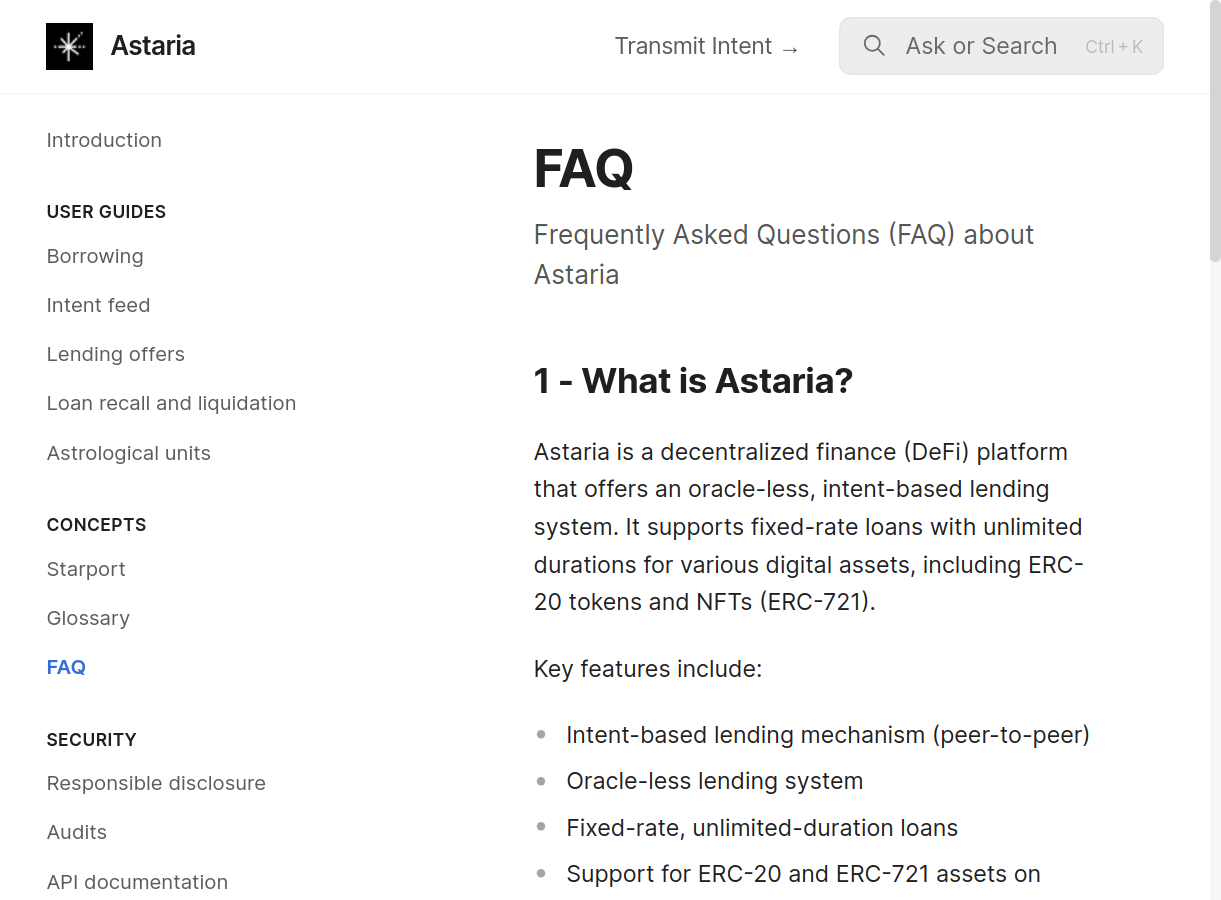 Astaria
Transmit Intent →
Ask or Search
Ctrl + K
Introduction
USER GUIDES
Borrowing
Intent feed
Lending offers
Loan recall and liquidation
Astrological units
CONCEPTS
Starport
Glossary
FAQ
SECURITY
Responsible disclosure
Audits
API documentation
FAQ
Frequently Asked Questions (FAQ) about
Astaria
1 - What is Astaria?
Astaria is a decentralized finance (DeFi) platform
that offers an oracle-less, intent-based lending
system. It supports fixed-rate loans with unlimited
durations for various digital assets, including ERC-
20 tokens and NFTs (ERC-721).
Key features include:
Intent-based lending mechanism (peer-to-peer)
Oracle-less lending system
Fixed-rate, unlimited-duration loans
Support for ERC-20 and ERC-721 assets on